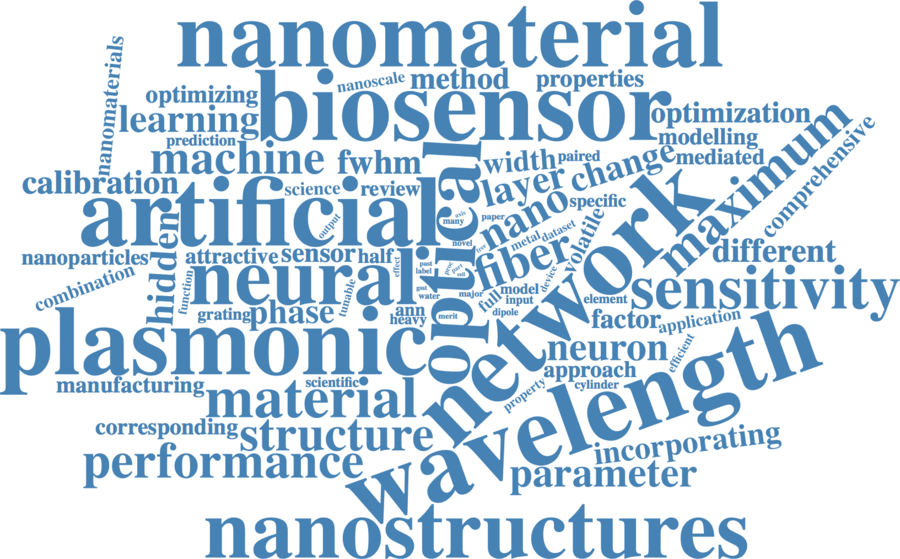 nanomaterial
nanomaterials
nanoscale
method
properties
optimizing
biosensor
optimization
learning
prediction
modelling
machine
fwhm
width
paired
mediated
calibration
science
review
layer
change
maximum
comprehensive
artificial
optical
output
many
axis
paper
nano
specific
novel
metal
dataset
volatile
network
different
nanoparticles
attractive
sensor
half
effect
past
label
fiber
hidden
combination
function
neural
tunable
gst
water
major
full
model
input
device
dipole
element
sensitivity
grating
phase
ann
heavy
merit
factor
application
plasmonic
neuron
efficient
approach
cylinder
manufacturing
scientific
material
property
wavelength
corresponding
structure
incorporating
performance
parameter
nanostructures